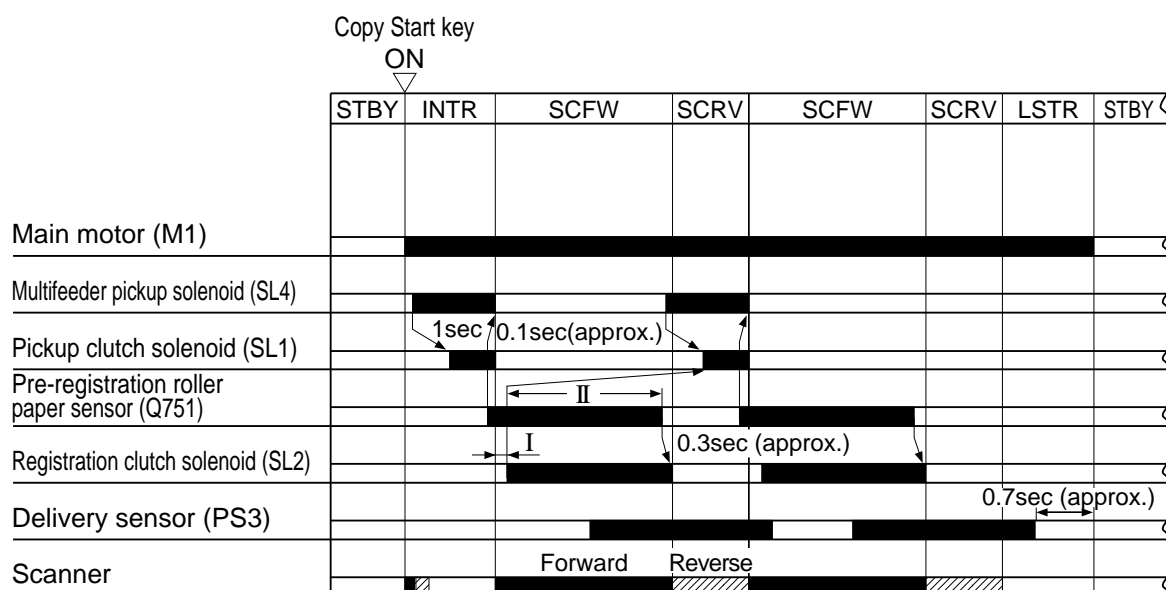 Copy Start key
ON
STBY INTR SCFW SCRV SCFW SCRV LSTR STBY
Main motor (M1)
Multifeeder pickup solenoid (SL4)
1sec 0.1sec(approx.)
Pickup clutch solenoid (SL1)
Pre-registration roller
paper sensor (Q751)
II
I 0.3sec (approx.)
Registration clutch solenoid (SL2)
0.7sec (approx.)
Delivery sensor (PS3)
Forward Reverse
Scanner